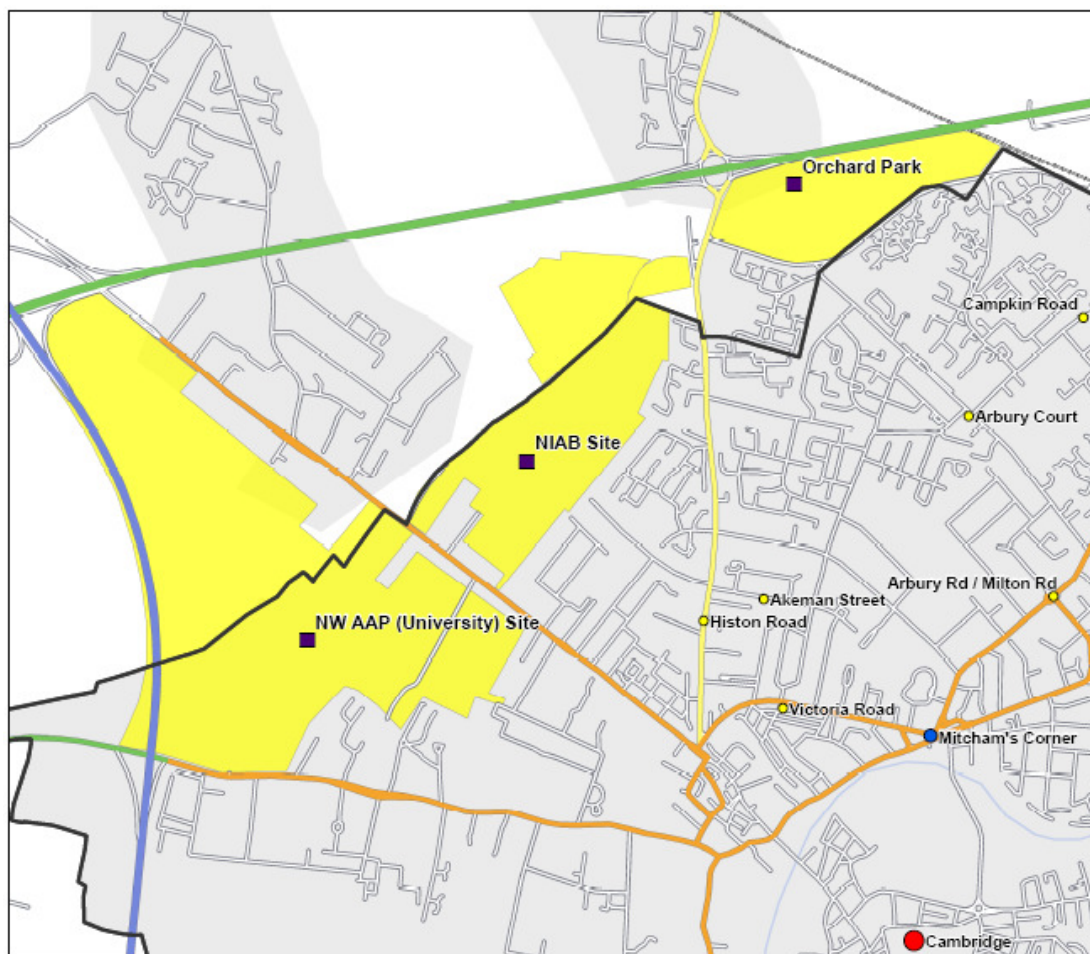 Orchard Park
Campkin Road
Arbury Court
NIAB Site
Arbury Rd / Milton Rd
Akeman Street
Histon Road
NW AAP (University) Site
Victoria Road
Mitcham's Corner
Cambridge